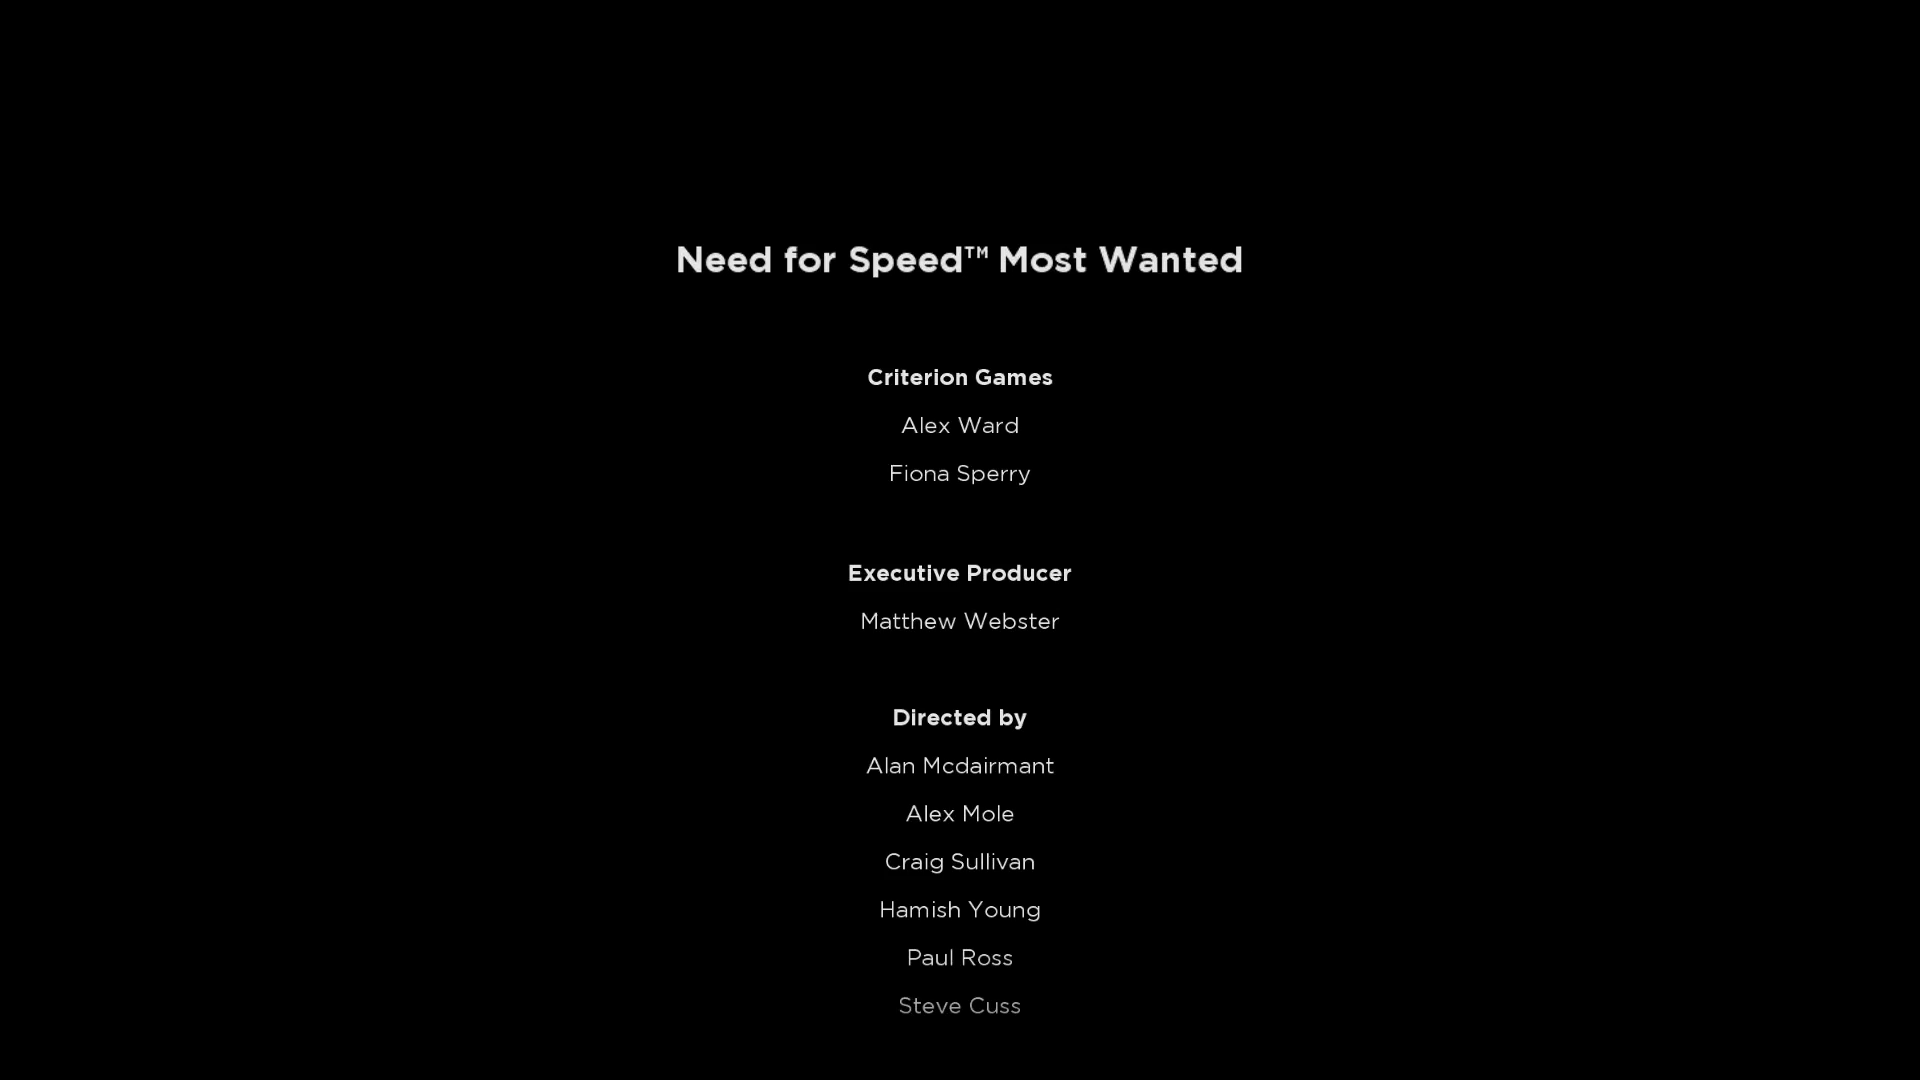 Need for Speed™ Most Wanted
Criterion Games
Alex Ward
Fiona Sperry
Executive Producer
Matthew Webster
Directed by
Alan Mcdairmant
Alex Mole
Craig Sullivan
Hamish Young
Paul Ross
Steve Cuss